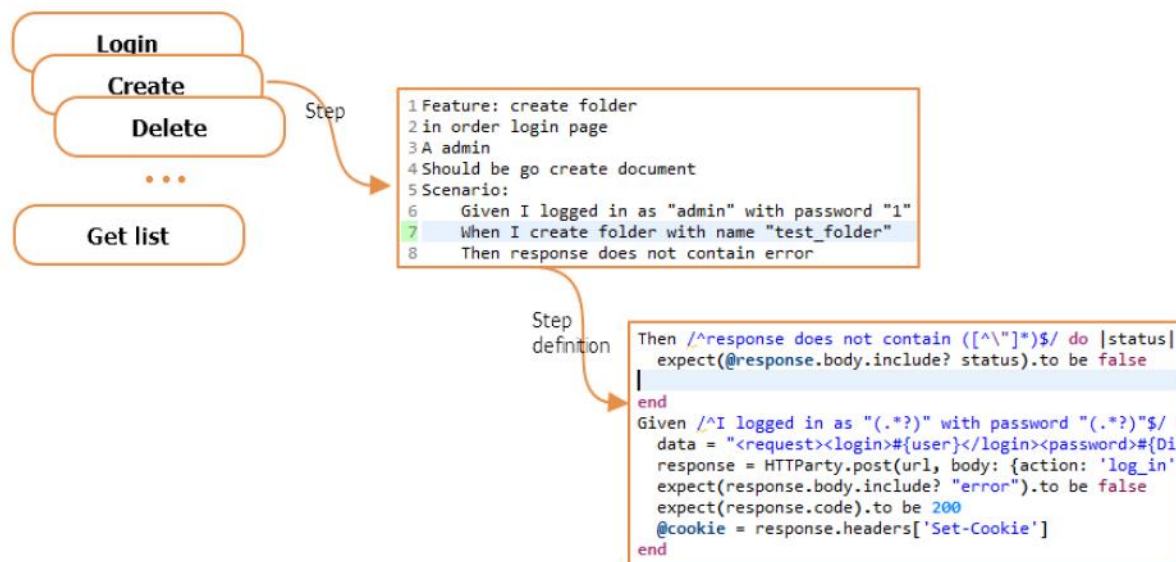 Login
Create
Delete
...
Get list
Step
1 Feature: create folder
2 in order login page
3 A admin
4 Should be go create document
5 Scenario:
6 Given I logged in as "admin" with password "1"
7 When I create folder with name "test_folder"
8 Then response does not contain error
Step
definition
Then /^response does not contain ([^\"]*)$/ do |status|
expect(@response.body.include? status).to be false
end
Given /^I logged in as "(.*?)" with password "(.*?)"$/
data = "<request><login>#{user}</login><password>#{Di
response = HTTParty.post(url, body: {action: 'log_in'
expect(response.body.include? "error").to be false
expect(response.code).to be 200
@cookie = response.headers['Set-Cookie']
end